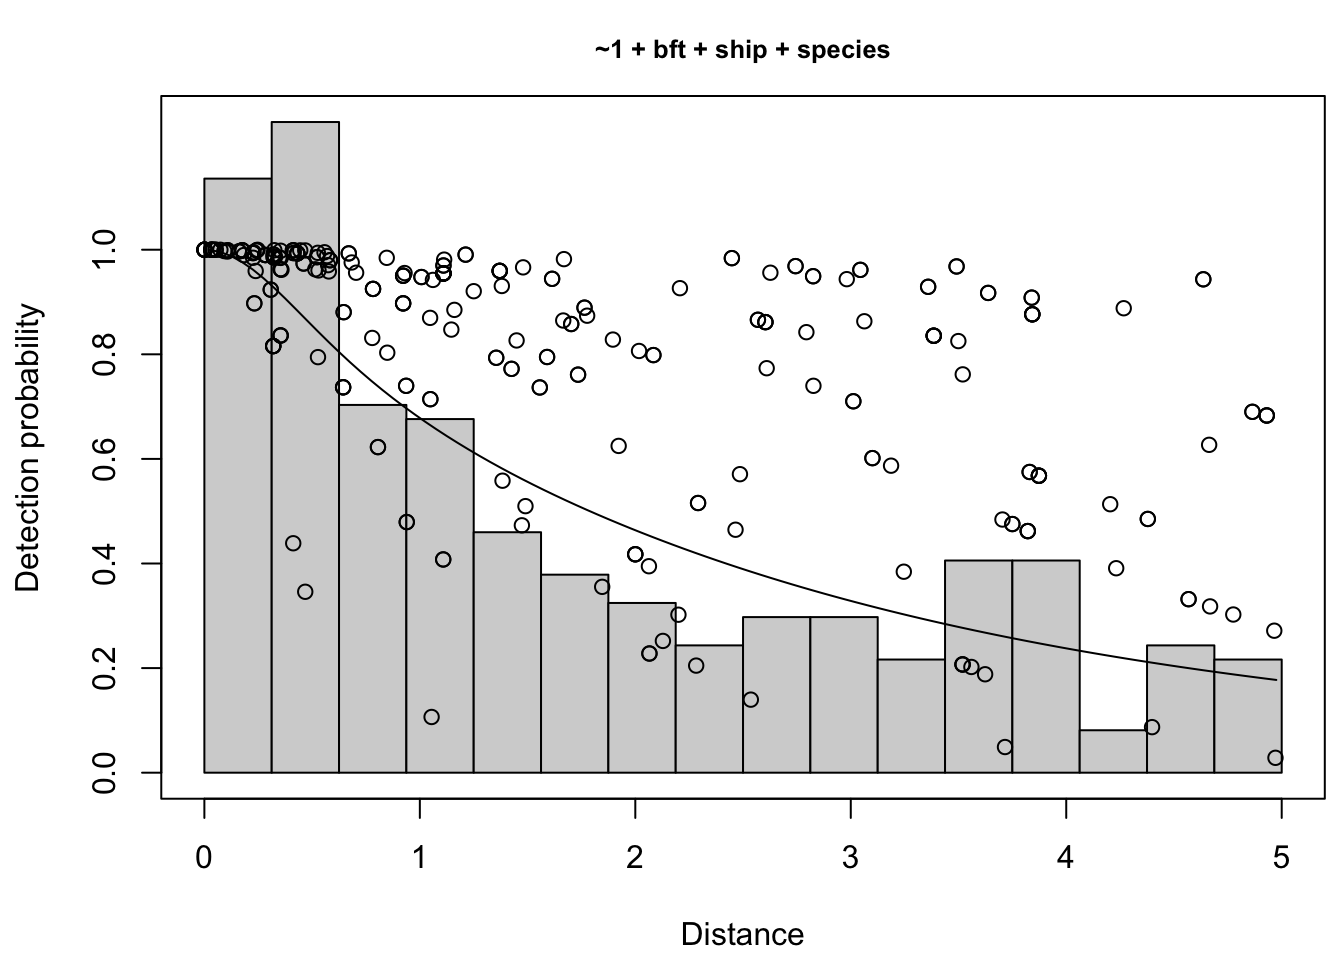 ~1 + bft + ship + species
Detection probability
1.0
0.8
0.6
0.4
0.2
0.0
0 1 2 3 4 5
Distance